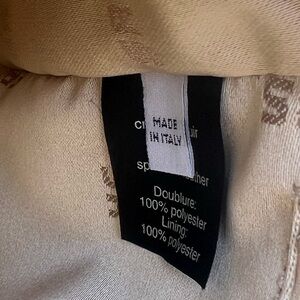 MADE
IN ITALY
Doublure:
100% polyester
Lining:
100% polyester